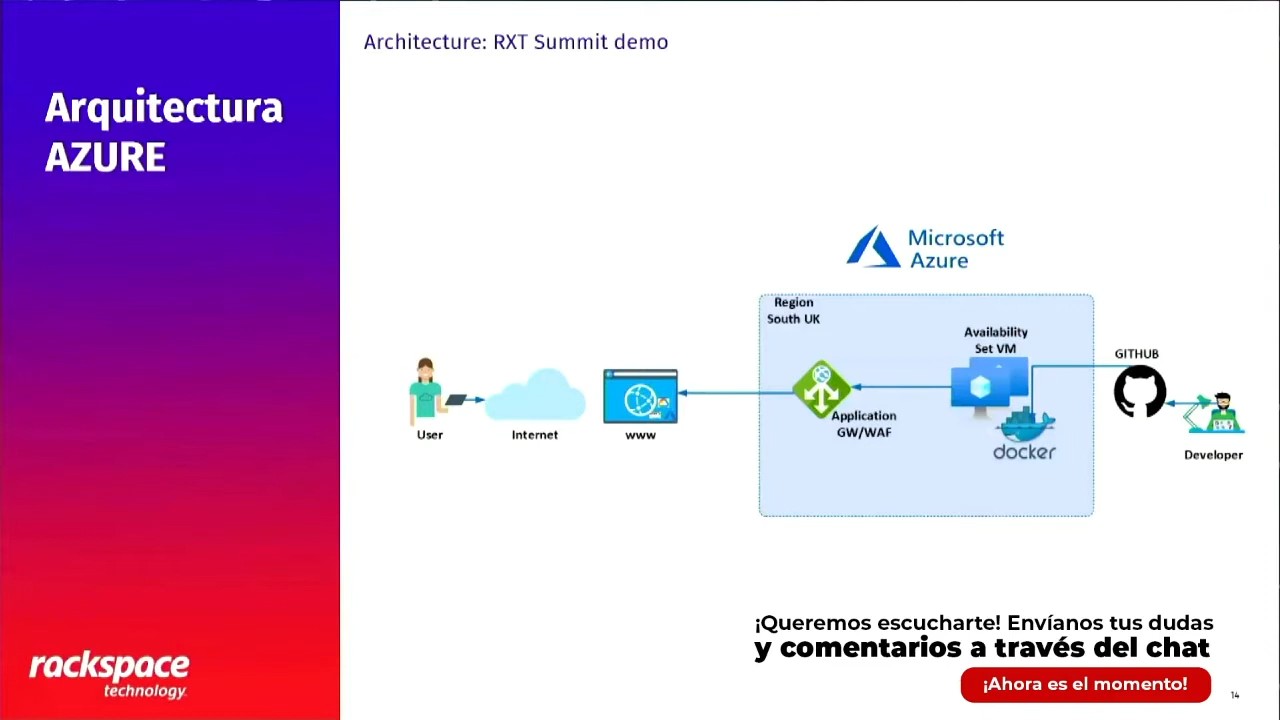 Architecture: RXT Summit demo
Arquitectura
AZURE
Microsoft
Azure
Region
South UK
Availability
Set VM
GITHUB
Application
GW/WAF
User
Internet
www
docker
Developer
¡Queremos escucharte! Envíanos tus dudas
y comentarios a través del chat
¡Ahora es el momento!
rackspace
technology.
14